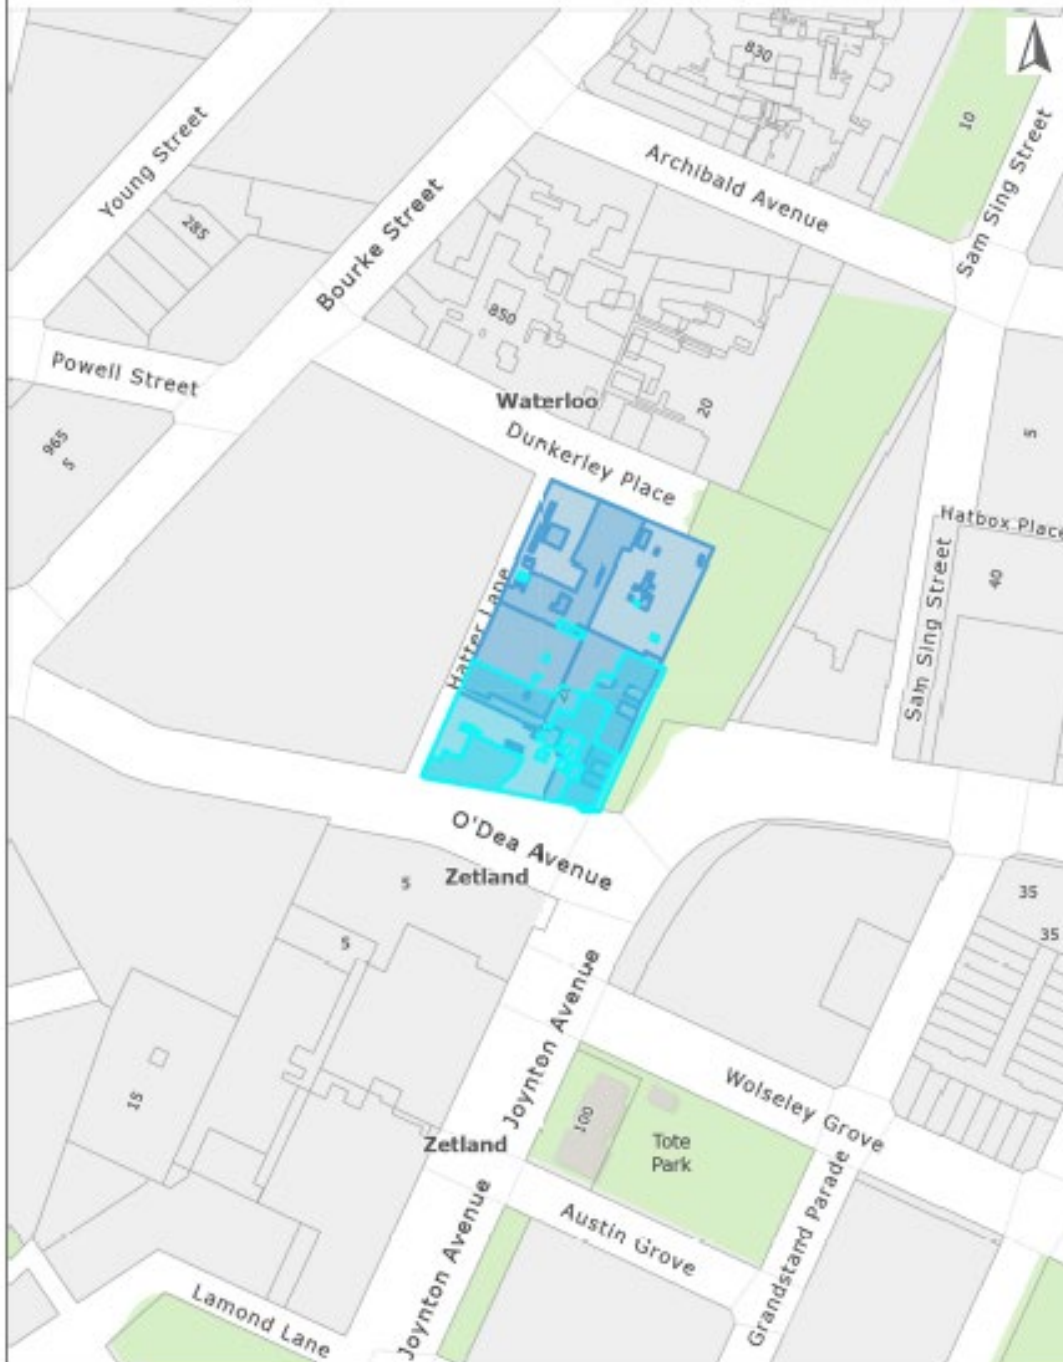 830
10
Young Street
285
Archibald Avenue
Sam Sing Street
Bourke Street
850
Powell Street
Waterloo
20
5
965
5
Dunkerley Place
Hatbox Place
Hatter Lane
40
Sam Sing Street
O'Dea Avenue
Zetland
5
35
5
35
Joynton Avenue
15
Wolseley Grove
100
Tote
Park
Zetland
Austin Grove
Grandstand Parade
Joynton Avenue
Lamond Lane